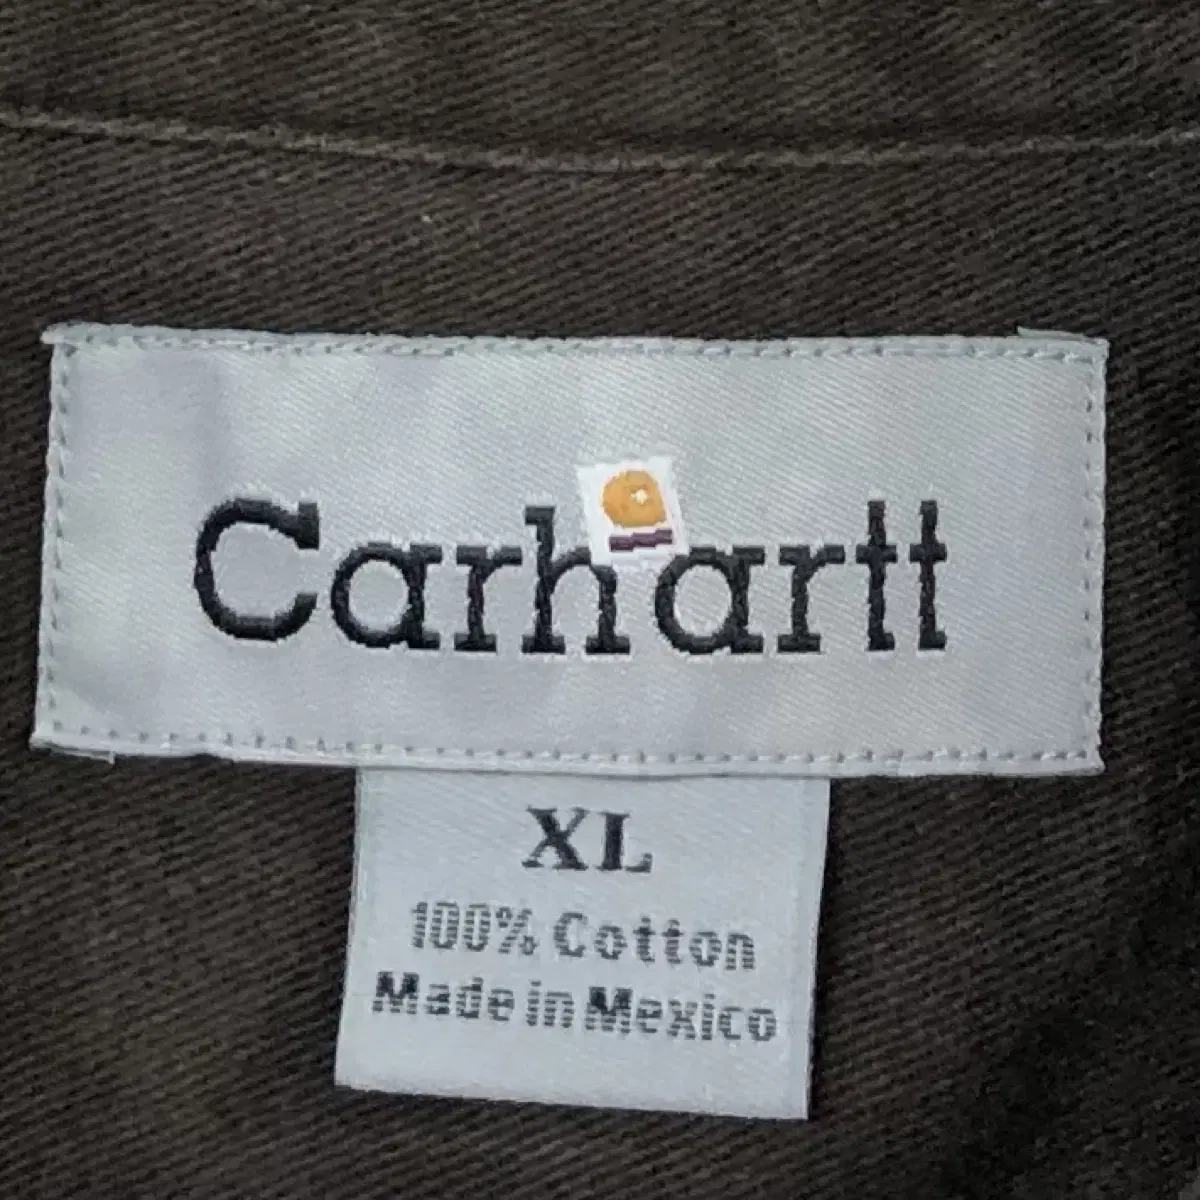 Carhartt
XL
100% Cotton
Made in Mexico